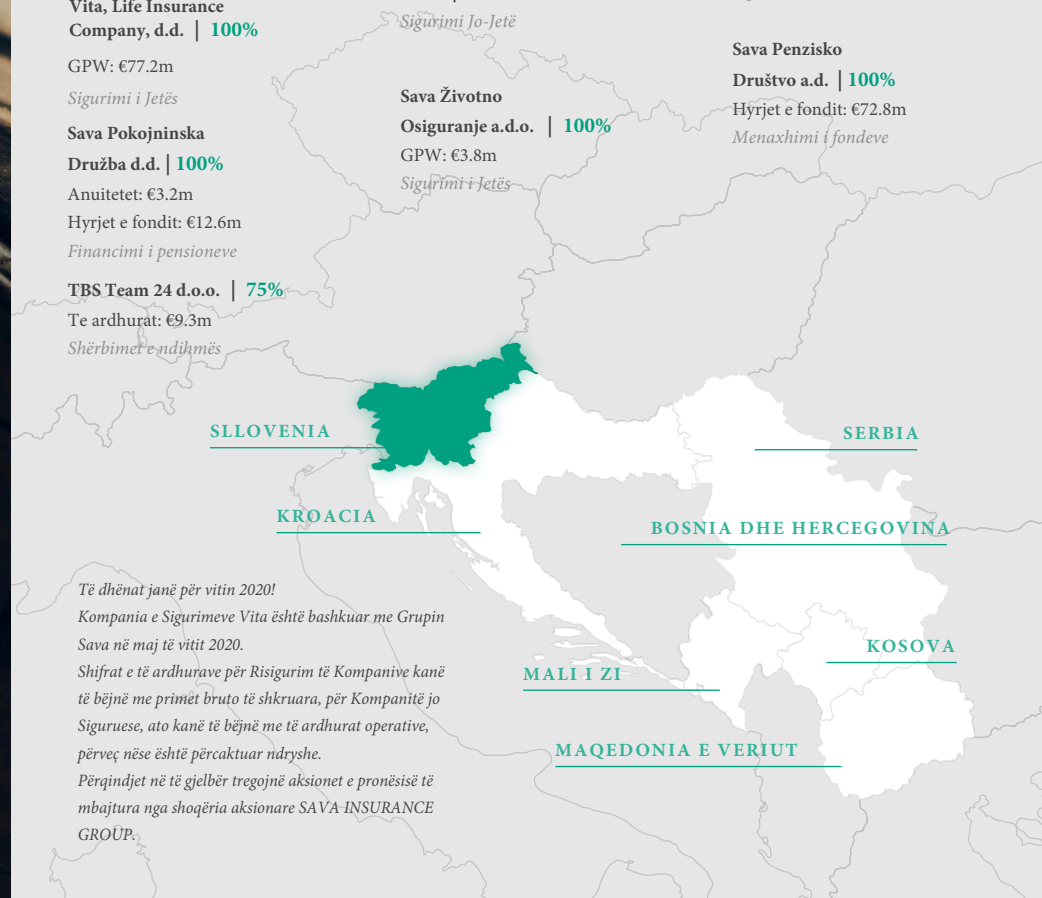 Vita, Life Insurance
Company, d.d. | 100%
GPW: €77.2m
Sigurimi i Jetës
Sava Pokojninska
Družba d.d. | 100%
Anuitetet: €3.2m
Hyrjet e fondit: €12.6m
Financimi i pensioneve
TBS Team 24 d.o.o. | 75%
Te ardhurat: €9.3m
Shërbimet e ndihmës
Sigurimi Jo-Jetë
Sava Životno
Osiguranje a.d.o. | 100%
GPW: €3.8m
Sigurimi i Jetës
Sava Penzisko
Društvo a.d. | 100%
Hyrjet e fondit: €72.8m
Menaxhimi i fondeve
SLLOVENIA
SERBIA
KROACIA
BOSNIA DHE HERCEGOVINA
KOSOVA
MALI I ZI
MAQEDONIA E VERIUT
Të dhënat janë për vitin 2020!
Kompania e Sigurimeve Vita është bashkuar me Grupin
Sava në maj të vitit 2020.
Shifrat e të ardhurave për Risigurim të Kompanive kanë
të bëjnë me primet bruto të shkruara, për Kompanitë jo
Siguruese, ato kanë të bëjnë me të ardhurat operative,
përveç nëse është përcaktuar ndryshe.
Përqindjet në të gjelbër tregojnë aksionet e pronësisë të
mbajtura nga shoqëria aksionare SAVA INSURANCE
GROUP.